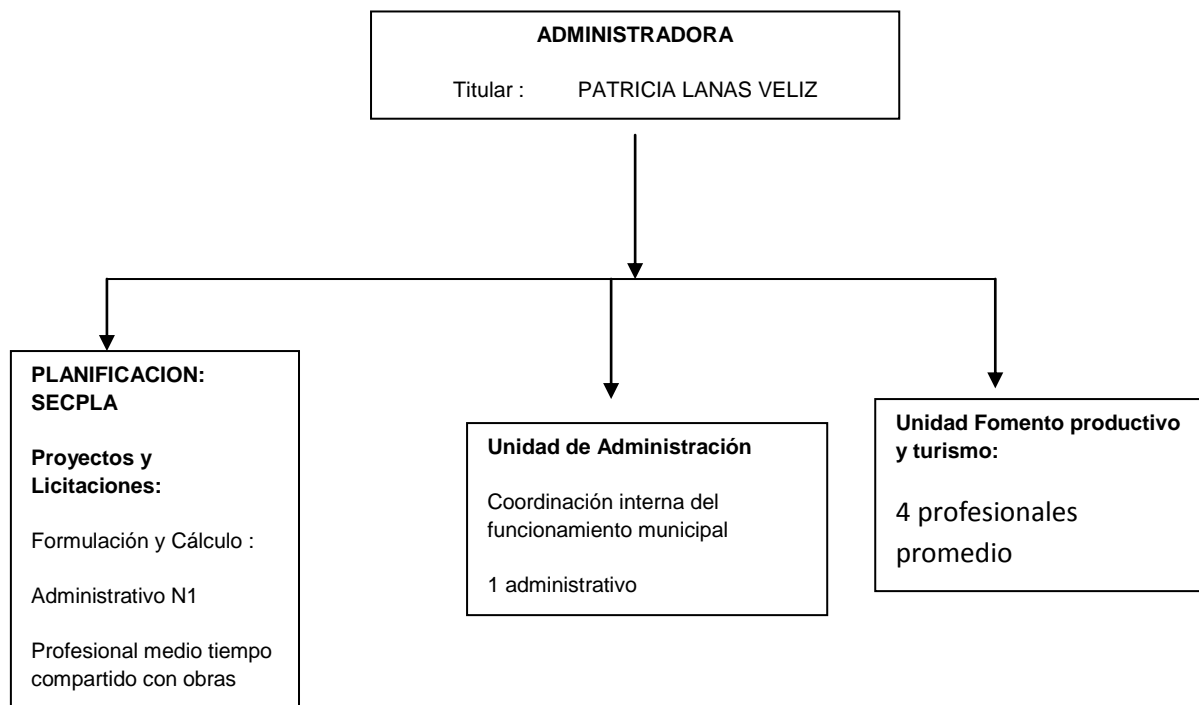 ADMINISTRADORA
Titular : PATRICIA LANAS VELIZ
PLANIFICACION:
SECPLA
Proyectos y
Licitaciones:
Formulación y Cálculo :
Administrativo N1
Profesional medio tiempo
compartido con obras
Unidad de Administración
Coordinación interna del
funcionamiento municipal
1 administrativo
Unidad Fomento productivo
y turismo:
4 profesionales
promedio